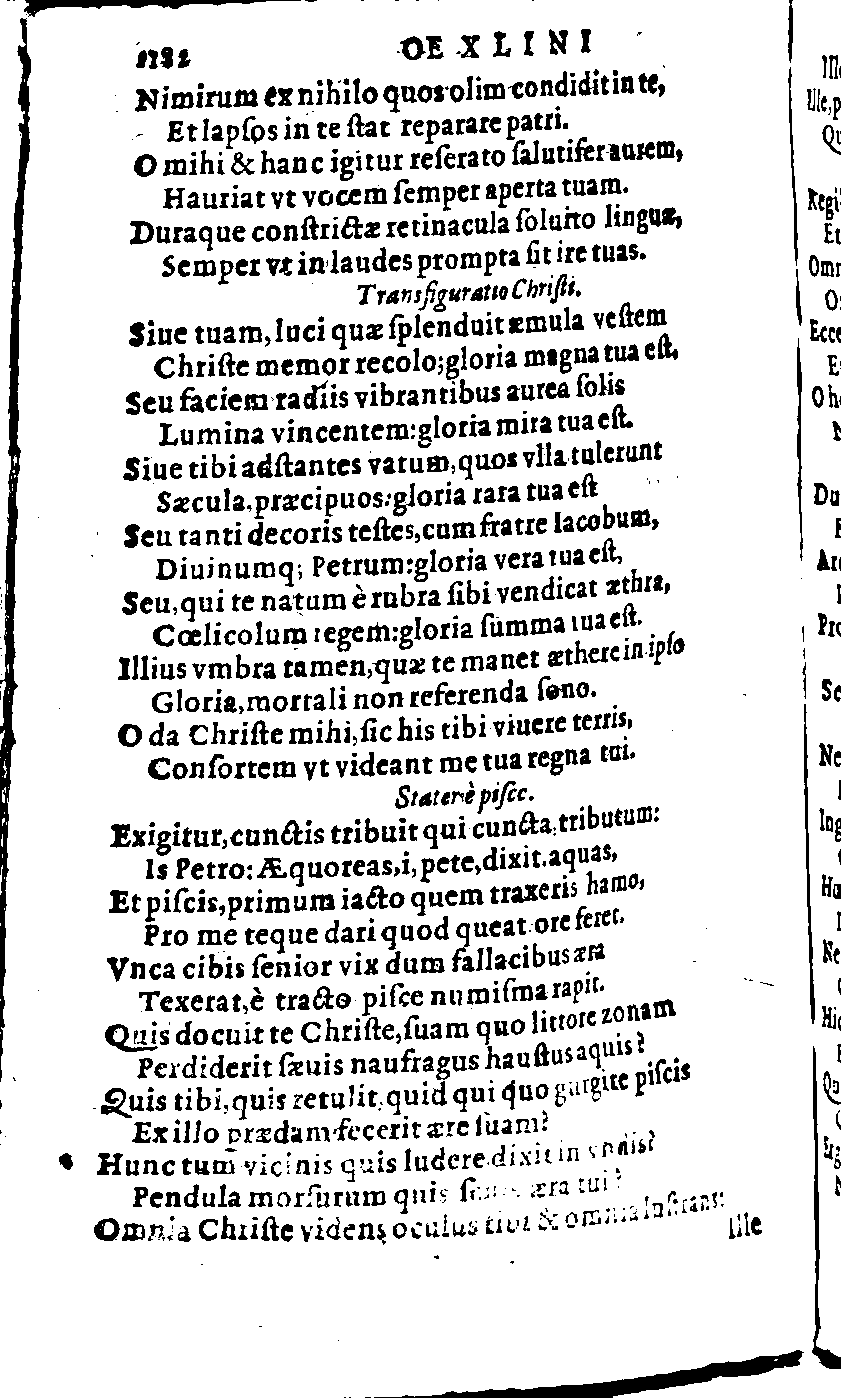 1782 OE X L I N I
Nimirum ex nihilo quos olim condidit in te,
Et lapſos in te ſtat reparare patri.
O mihi & hanc igitur reſerato ſalutifer aurem,
Hauriat vt vocem ſemper aperta tuam.
Duraque conſtrictæ retinacula ſoluito linguæ,
Semper vt in laudes prompta ſit ire tuas.
Transfiguratio Chriſti.
Siue tuam, luci quæ ſplenduit æmula veſtem
Chriſte memor recolo; gloria magna tua eſt.
Seu faciem radiis vibrantibus aurea ſolis
Lumina vincentem: gloria mira tua eſt.
Siue tibi adſtantes vatum, quos vlla tulerunt
Sæcula, præcipuos: gloria rara tua eſt
Seu tanti decoris teſtes, cum fratre Iacobum,
Diuinumq; Petrum: gloria vera tua eſt,
Seu, qui te natum è rubra ſibi vendicat æthra,
Cœlicolum regem: gloria ſumma tua eſt.
Illius vmbra tamen, quæ te manet æthere in ipſo
Gloria, mortali non referenda ſono.
O da Chriſte mihi, ſic his tibi viuere terris,
Conſortem vt videant me tua regna tui.
Stater è piſce.
Exigitur, cunctis tribuit qui cuncta, tributum:
Is Petro: Æquoreas, i, pete, dixit. aquas,
Et piſcis, primum iacto quem traxeris hamo,
Pro me teque dari quod queat ore feret.
Vnca cibis ſenior vix dum fallacibus æra
Texerat, è tracto piſce numiſma rapit.
Quis docuit te Chriſte, ſuam quo littore zonam
Perdiderit ſæuis naufragus hauſtus aquis?
Quis tibi, quis retulit, quid qui quo gurgite piſcis
Ex illo prædam fecerit ære ſuam?
Hunc tum vicinis quis ludere dixit in vndis?
Pendula morſurum quis æra tui?
Omnia Chriſte videns oculus tibi & omnia luſtrans:
Ille